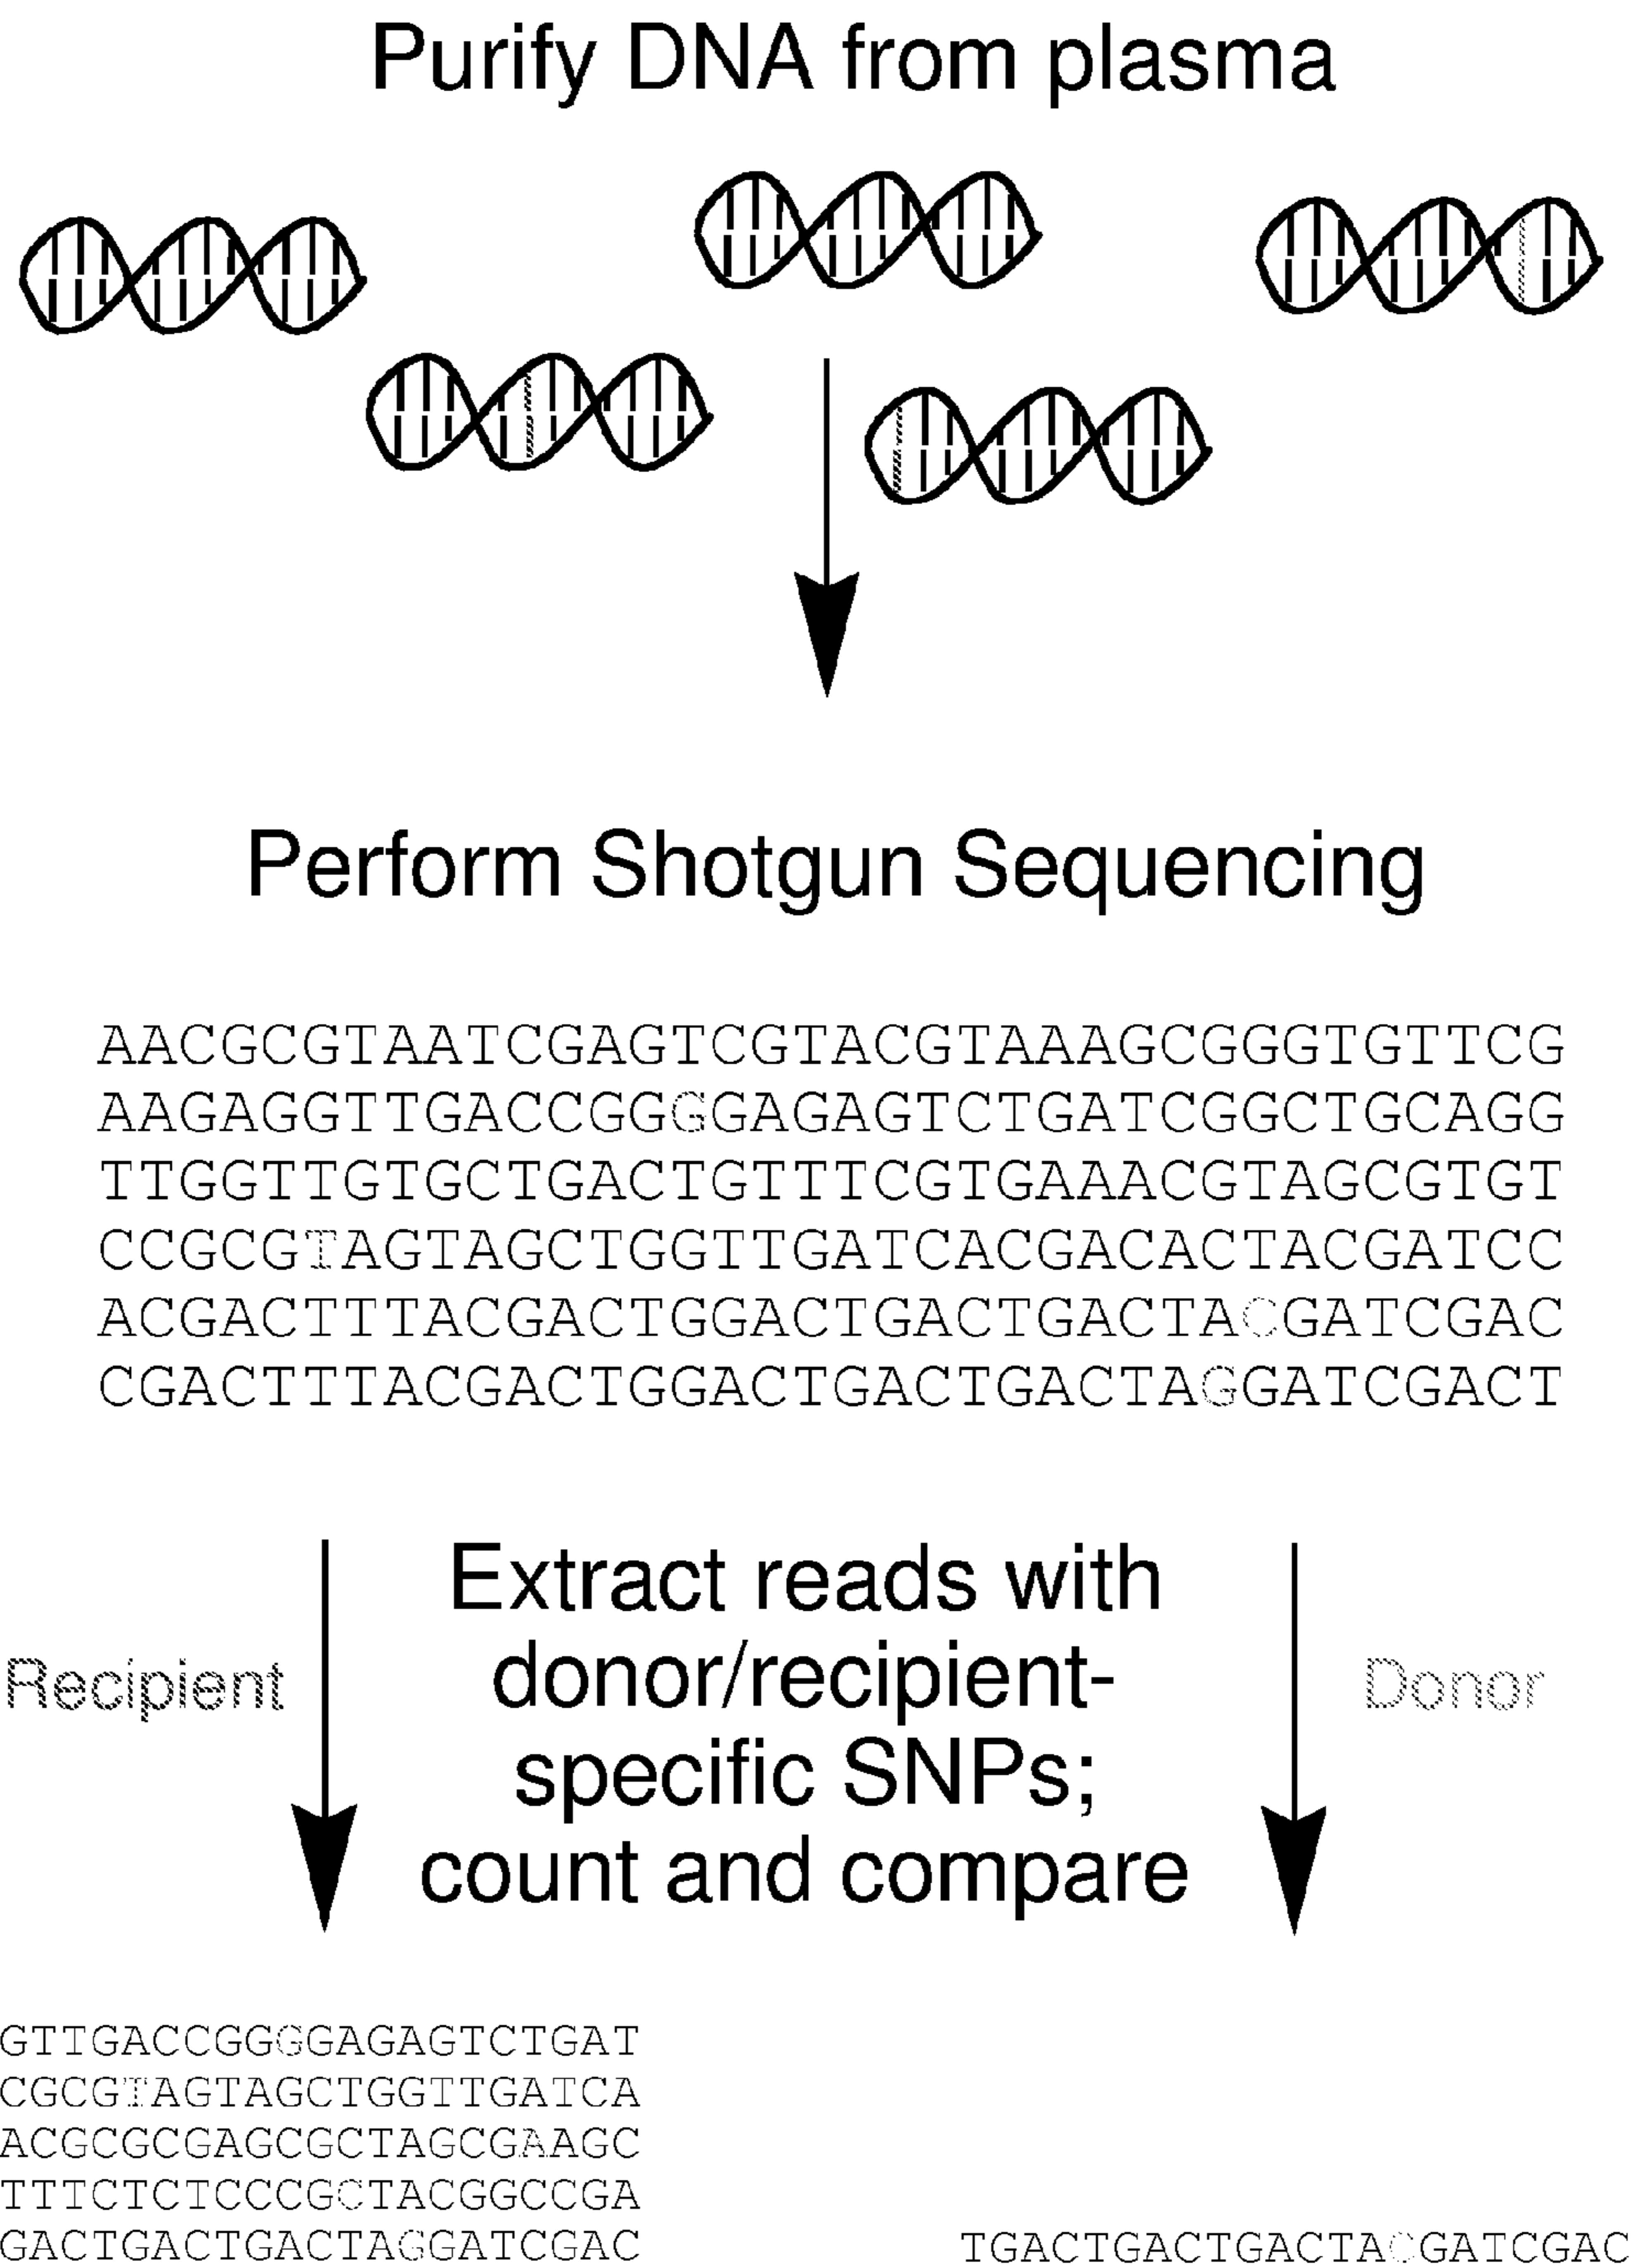 Purify DNA from plasma
Perform Shotgun Sequencing
AACGCGTAATCGAGTCGTACGTAAAGCGGGTGTTCG
AAGAGGTTGACCGGGGAGAGTCTGATCGGCTGCAGG
TTGGTTGTGCTGACTGTTTCGTGAAACGTAGCGTGT
CCGCGTAGTAGCTGGTTGATCACGACACTACGATCC
ACGACTTTACGACTGGACTGACTGACTACGATCGAC
CGACTTTACGACTGGACTGACTGACTAGGATCGACT
Extract reads with
donor/recipient-
Recipient
Donor
specific SNPs;
count and compare
GTTGACCGGGGAGAGTCTGAT
CGCGTAGTAGCTGGTTGATCA
ACGCGCGAGCGCTAGCGAAGC
TTTCTCTCCCGCTACGGCCGA
GACTGACTGACTAGGATCGAC
TGACTGACTGACTACGATCGAC